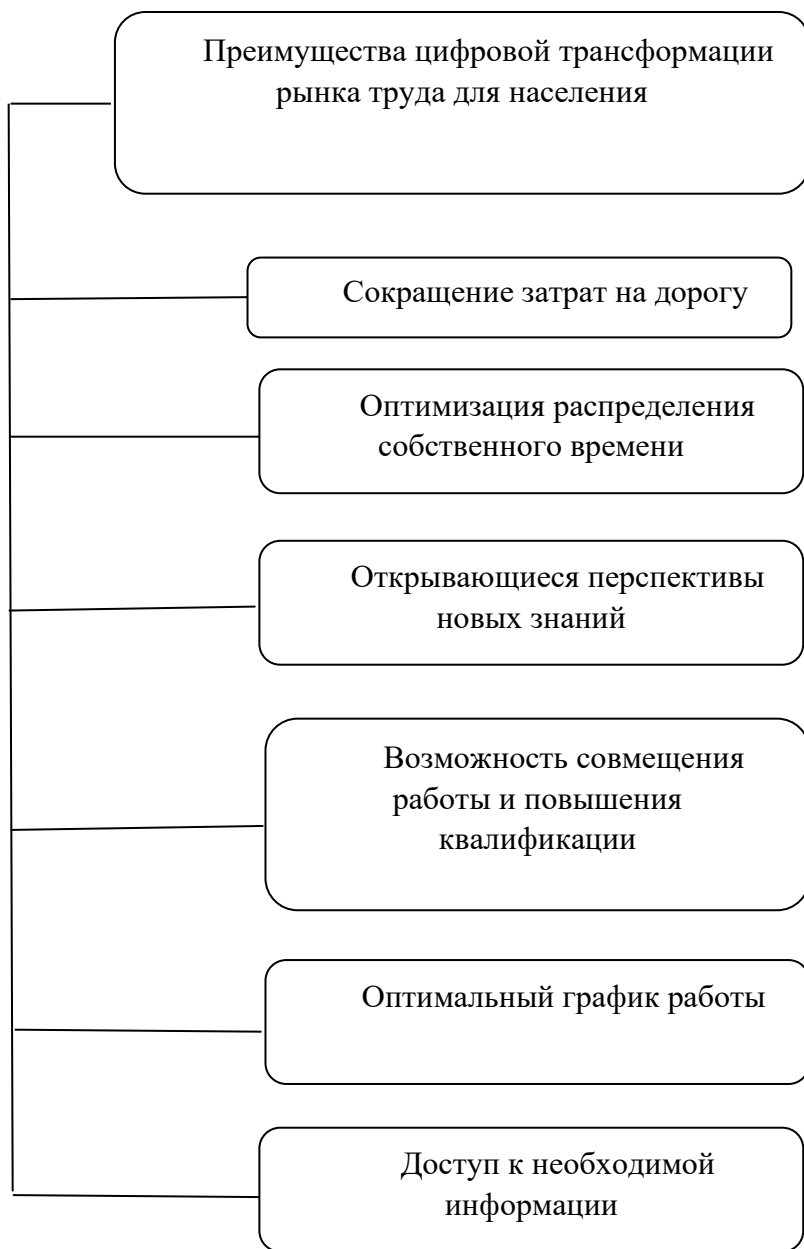 Преимущества цифровой трансформации
рынка труда для населения
Сокращение затрат на дорогу
Оптимизация распределения
собственного времени
Открывающиеся перспективы
новых знаний
Возможность совмещения
работы и повышения
квалификации
Оптимальный график работы
Доступ к необходимой
информации